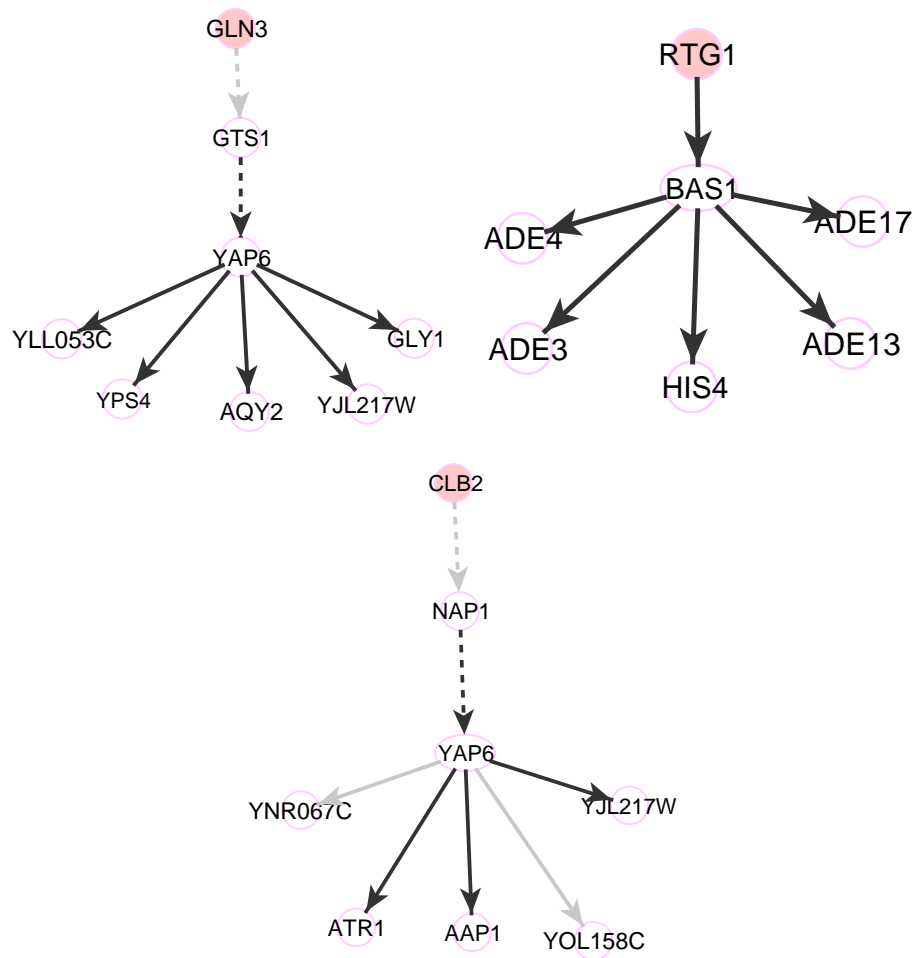 GLN3
GTS1
YAP6
YLL053C
GLY1
YPS4
AQY2
YJL217W
RTG1
BAS1
ADE4
ADE17
ADE3
ADE13
HIS4
CLB2
NAP1
YAP6
YNR067C
YJL217W
ATR1
AAP1
YOL158C